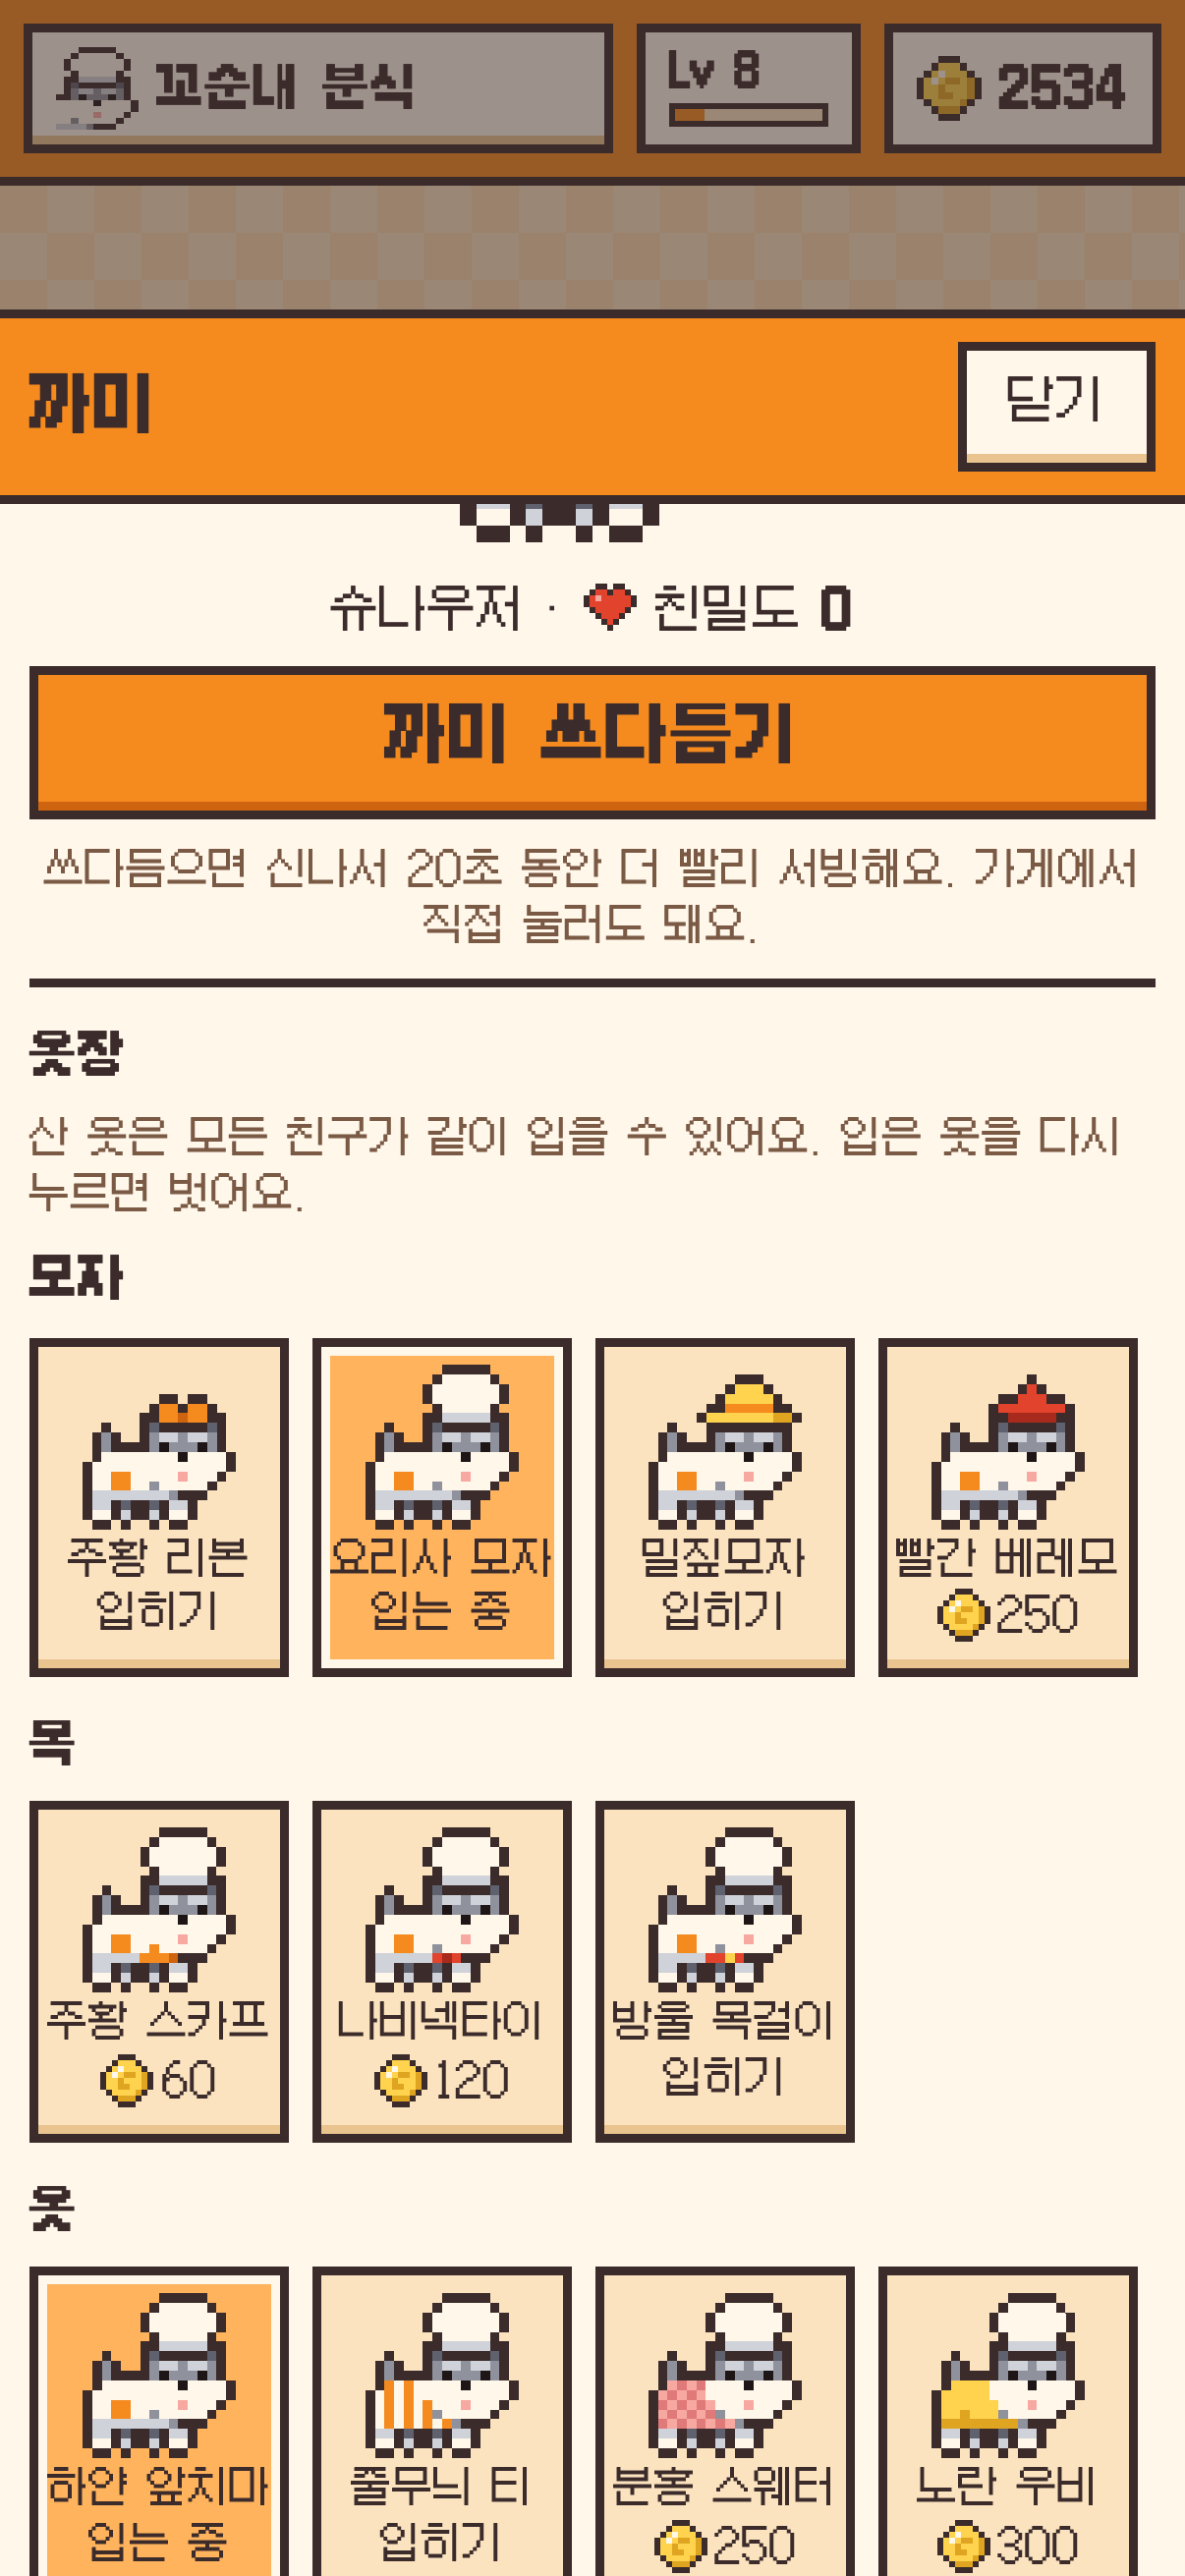 꼬순내 분식
Lv 8
2534
까미
닫기
슈나우저 · 친밀도 0
까미 쓰다듬기
쓰다듬으면 신나서 20초 동안 더 빨리 서빙해요. 가게에서
직접 눌러도 돼요.
옷장
산 옷은 모든 친구가 같이 입을 수 있어요. 입은 옷을 다시
누르면 벗어요.
모자
주황 리본
입히기
요리사 모자
입는 중
밀짚모자
입히기
빨간 베레모
250
목
주황 스카프
60
나비넥타이
120
방울 목걸이
입히기
옷
하얀 앞치마
입는 중
줄무늬 티
입히기
분홍 스웨터
250
노란 우비
300